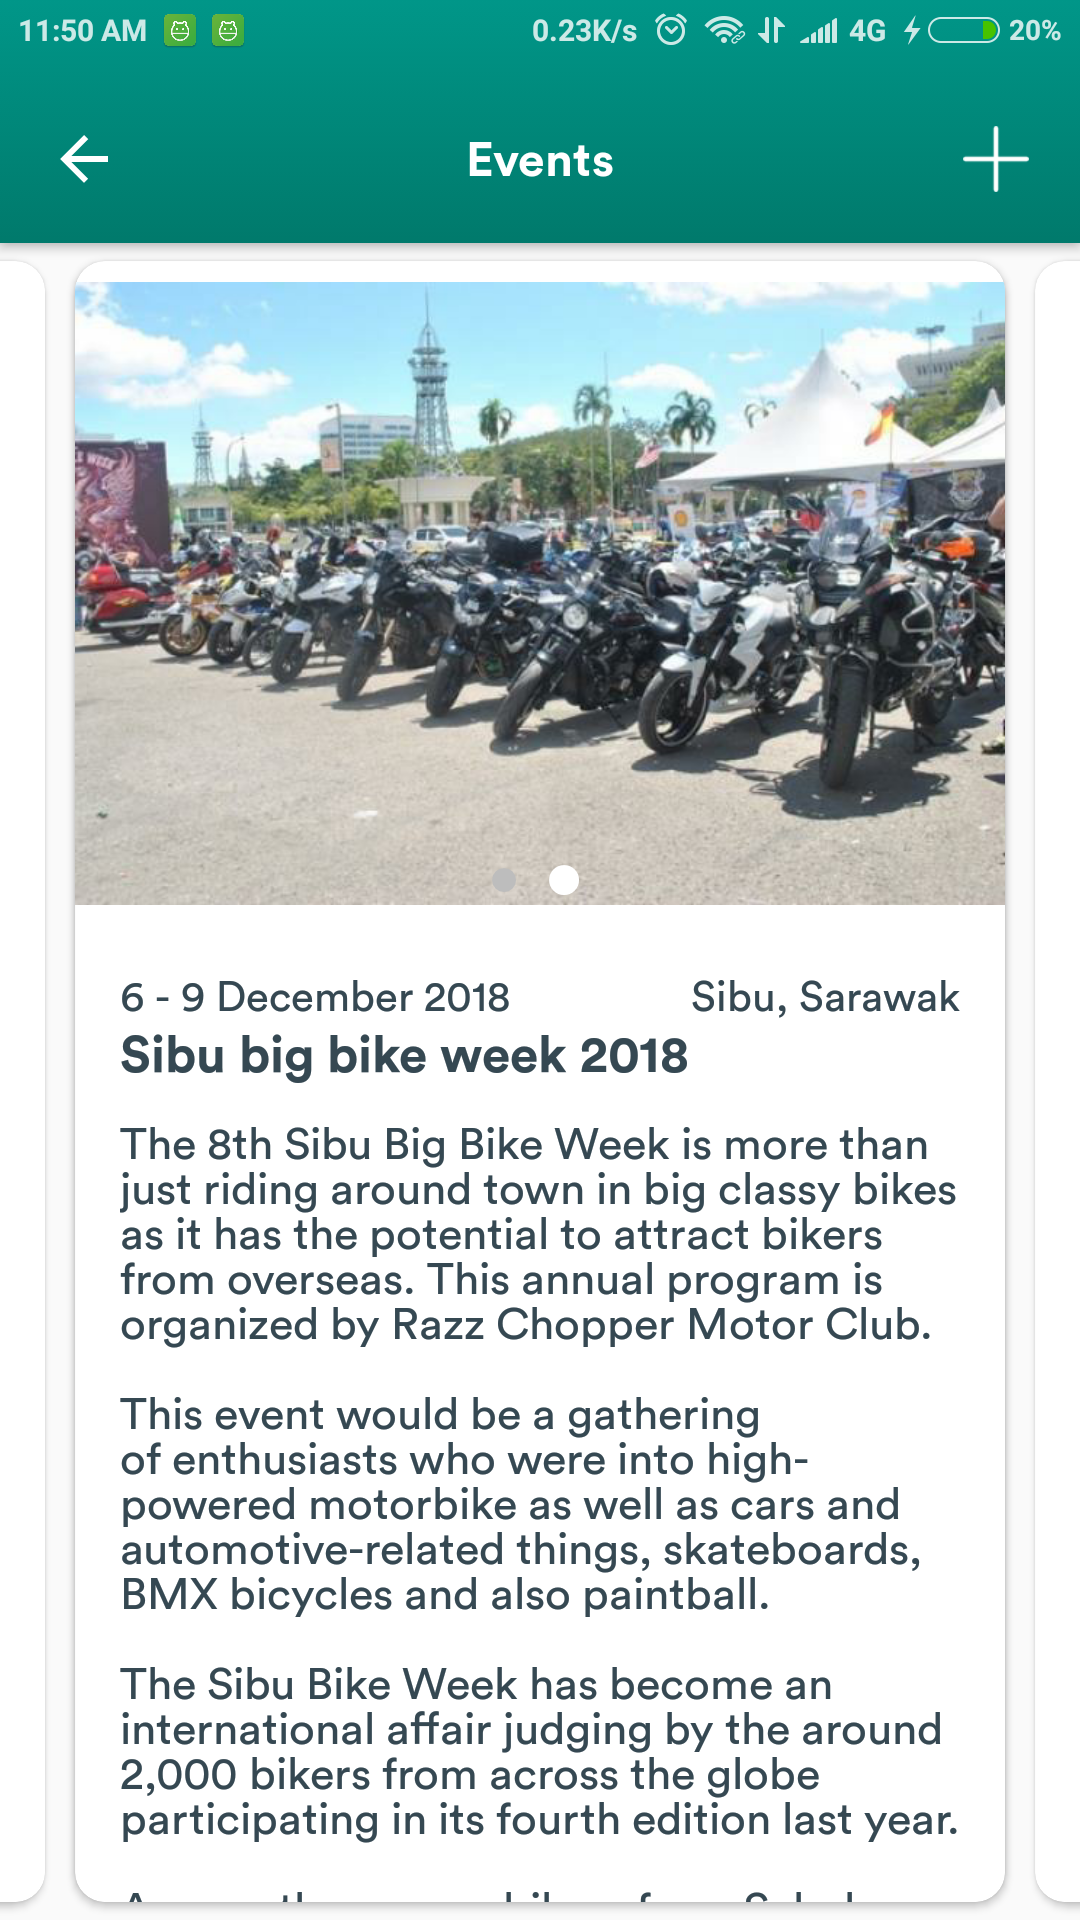 11:50 AM 0.23K/s 4G 20%
Events
6 - 9 December 2018 Sibu, Sarawak
Sibu big bike week 2018
The 8th Sibu Big Bike Week is more than
just riding around town in big classy bikes
as it has the potential to attract bikers
from overseas. This annual program is
organized by Razz Chopper Motor Club.
This event would be a gathering
of enthusiasts who were into high-
powered motorbike as well as cars and
automotive-related things, skateboards,
BMX bicycles and also paintball.
The Sibu Bike Week has become an
international affair judging by the around
2,000 bikers from across the globe
participating in its fourth edition last year.